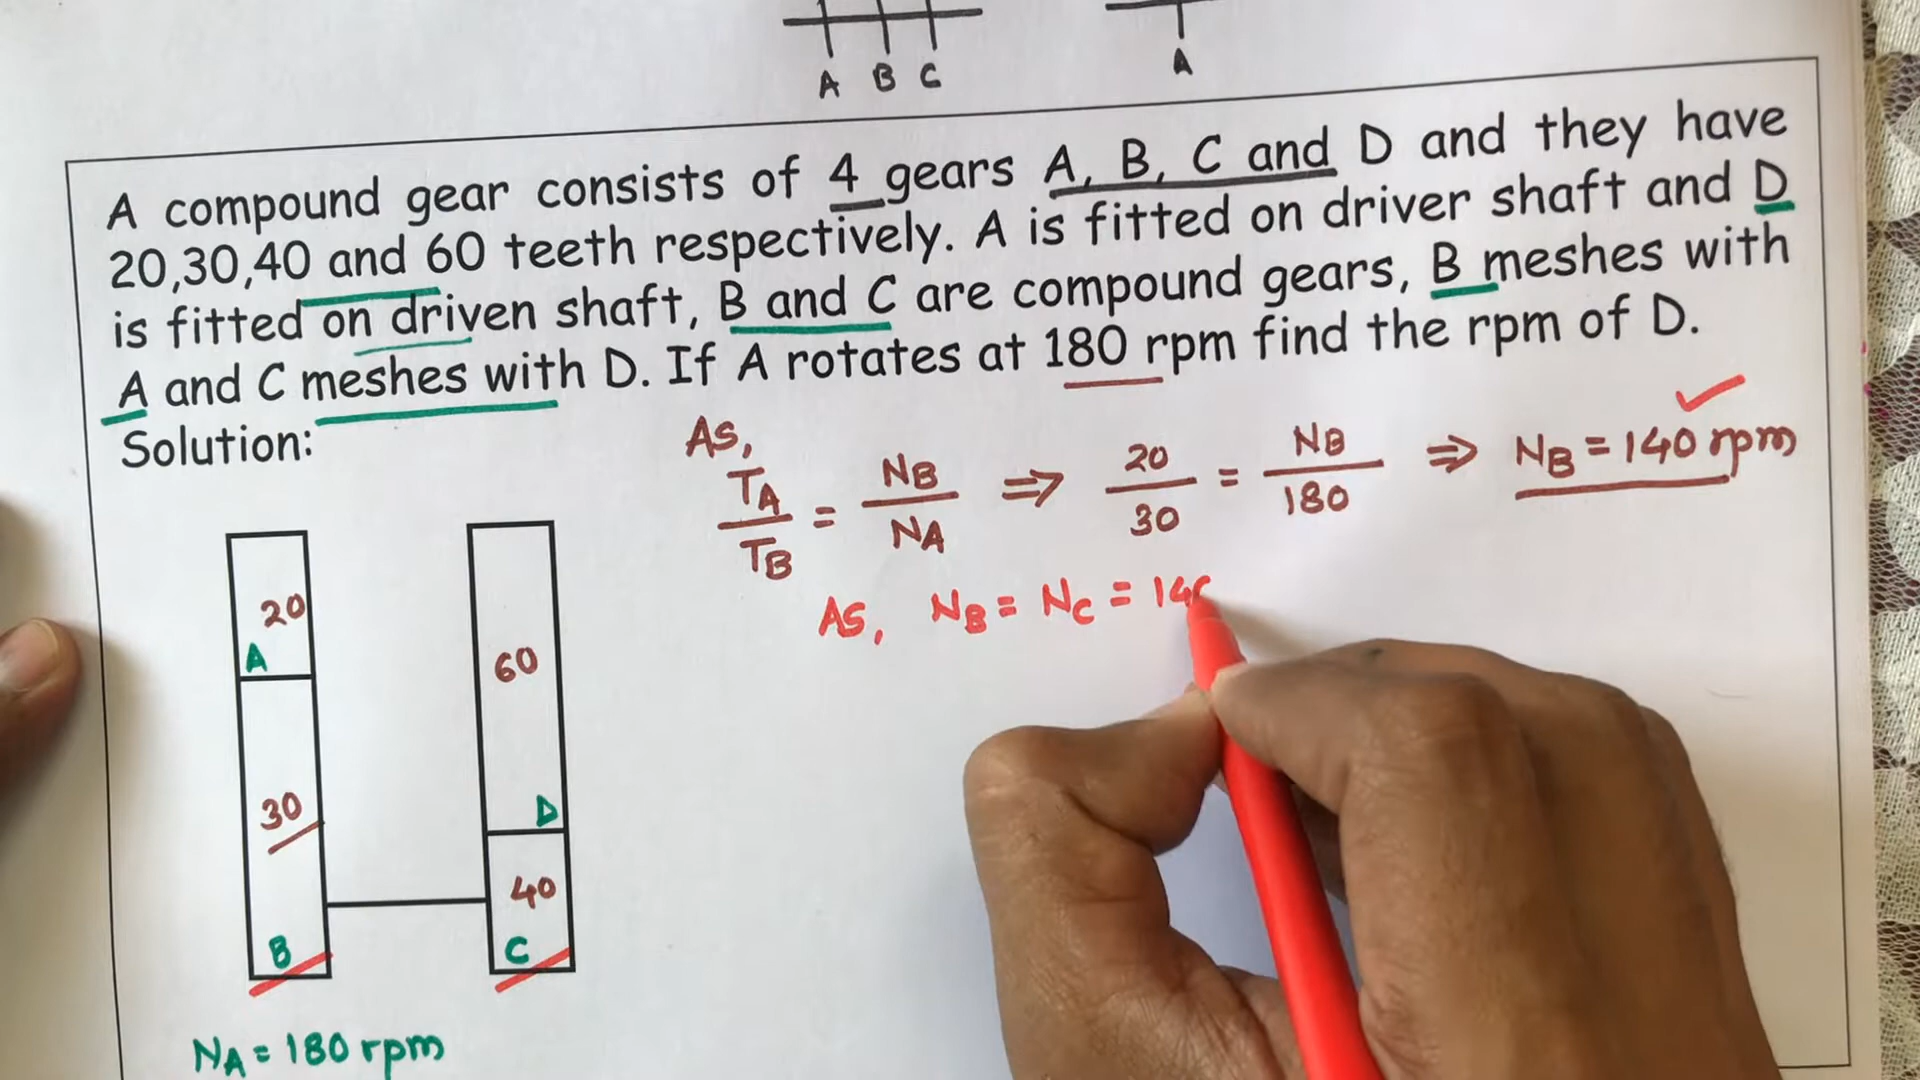 A B C
A
A compound gear consists of 4 gears A, B, C and D and they have
20,30,40 and 60 teeth respectively. A is fitted on driver shaft and D
is fitted on driven shaft, B and C are compound gears, B meshes with
A and C meshes with D. If A rotates at 180 rpm find the rpm of D.
Solution:
As,
TA/TB = NB/NA ⇒ 20/30 = NB/180 ⇒ NB = 140 rpm
As, NB = NC = 140
20
A
60
30
D
40
B
C
NA = 180 rpm